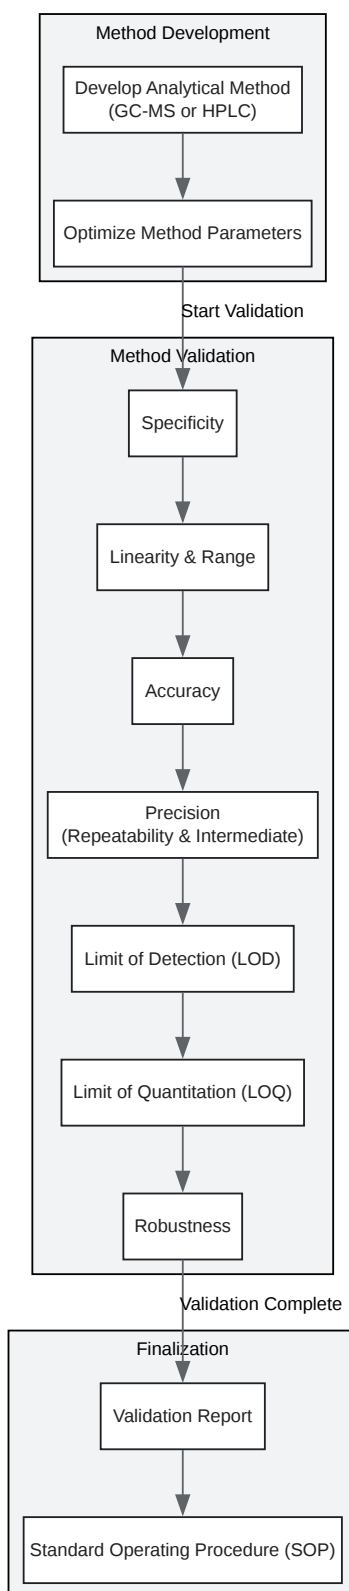 Method Development
Develop Analytical Method
(GC-MS or HPLC)
Optimize Method Parameters
Start Validation
Method Validation
Specificity
Linearity & Range
Accuracy
Precision
(Repeatability & Intermediate)
Limit of Detection (LOD)
Limit of Quantitation (LOQ)
Robustness
Validation Complete
Finalization
Validation Report
Standard Operating Procedure (SOP)